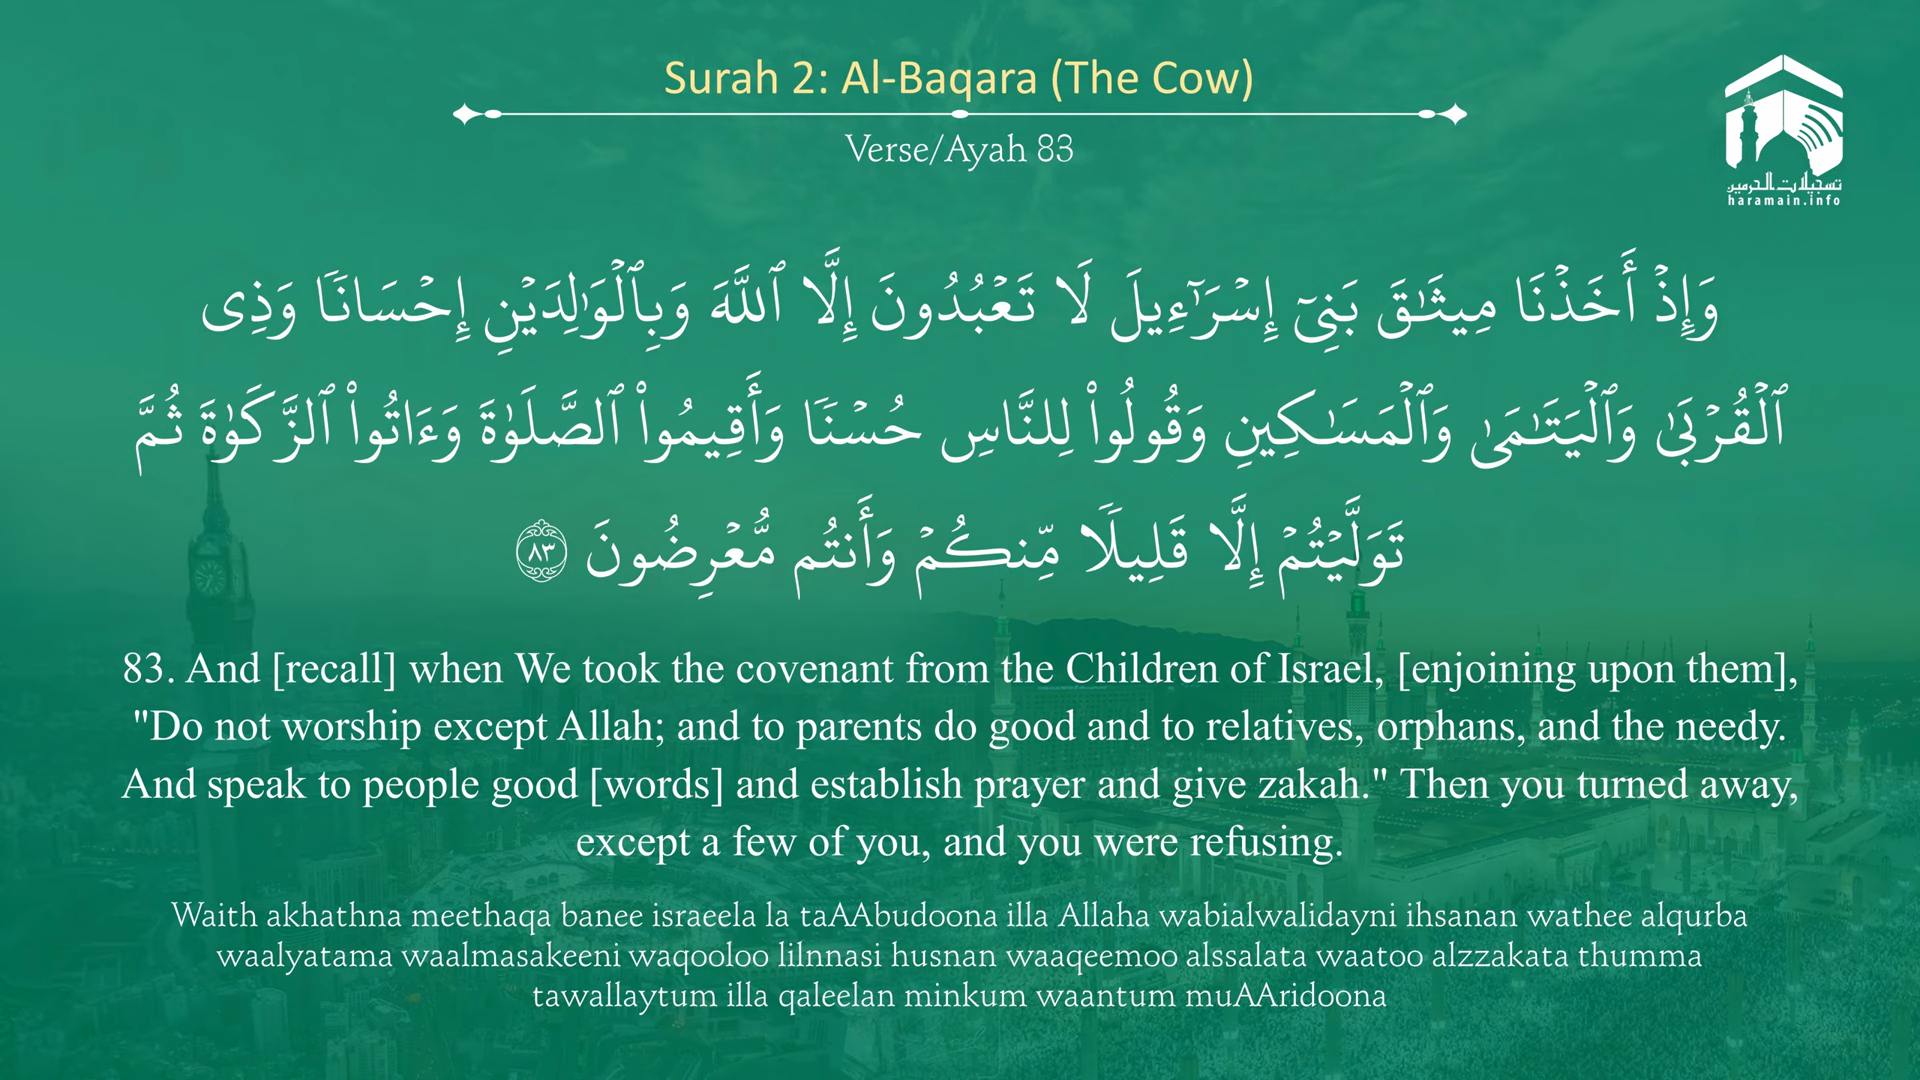 Surah 2: Al-Baqara (The Cow)
Verse/Ayah 83
تسجيلات الحرمين
haramain.info
وَإِذْ أَخَذْنَا مِيثَـٰقَ بَنِىٓ إِسْرَٰٓءِيلَ لَا تَعْبُدُونَ إِلَّا ٱللَّهَ وَبِٱلْوَٰلِدَيْنِ إِحْسَانًا وَذِى
ٱلْقُرْبَىٰ وَٱلْيَتَـٰمَىٰ وَٱلْمَسَـٰكِينِ وَقُولُوا۟ لِلنَّاسِ حُسْنًا وَأَقِيمُوا۟ ٱلصَّلَوٰةَ وَءَاتُوا۟ ٱلزَّكَوٰةَ ثُمَّ
تَوَلَّيْتُمْ إِلَّا قَلِيلًا مِّنكُمْ وَأَنتُم مُّعْرِضُونَ ٨٣
83. And [recall] when We took the covenant from the Children of Israel, [enjoining upon them],
"Do not worship except Allah; and to parents do good and to relatives, orphans, and the needy.
And speak to people good [words] and establish prayer and give zakah." Then you turned away,
except a few of you, and you were refusing.
Waith akhathna meethaqa banee israeela la taAAbudoona illa Allaha wabialwalidayni ihsanan wathee alqurba
waalyatama waalmasakeeni waqooloo lilnnasi husnan waaqeemoo alssalata waatoo alzzakata thumma
tawallaytum illa qaleelan minkum waantum muAAridoona